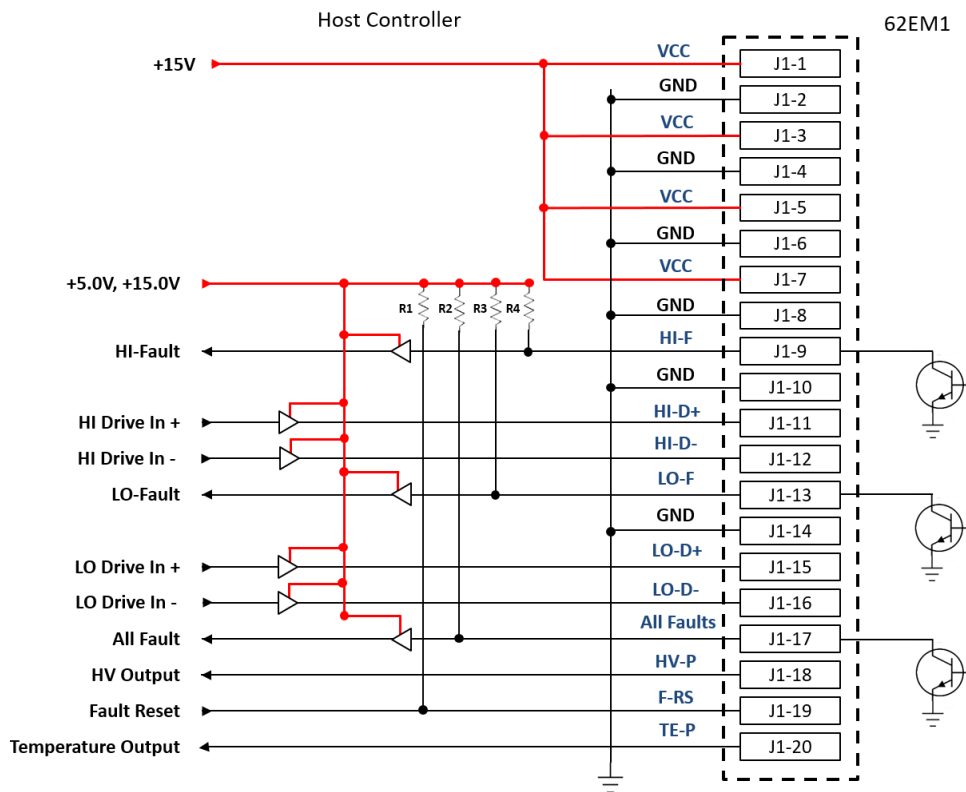 Host Controller
62EM1
+15V
VCC
J1-1
GND
J1-2
VCC
J1-3
GND
J1-4
VCC
J1-5
GND
J1-6
+5.0V, +15.0V
VCC
J1-7
R1
R2
R3
R4
GND
J1-8
HI-Fault
HI-F
J1-9
GND
J1-10
HI Drive In +
HI-D+
J1-11
HI Drive In -
HI-D-
J1-12
LO-Fault
LO-F
J1-13
GND
J1-14
LO Drive In +
LO-D+
J1-15
LO Drive In -
LO-D-
J1-16
All Fault
All Faults
J1-17
HV Output
HV-P
J1-18
Fault Reset
F-RS
J1-19
Temperature Output
TE-P
J1-20